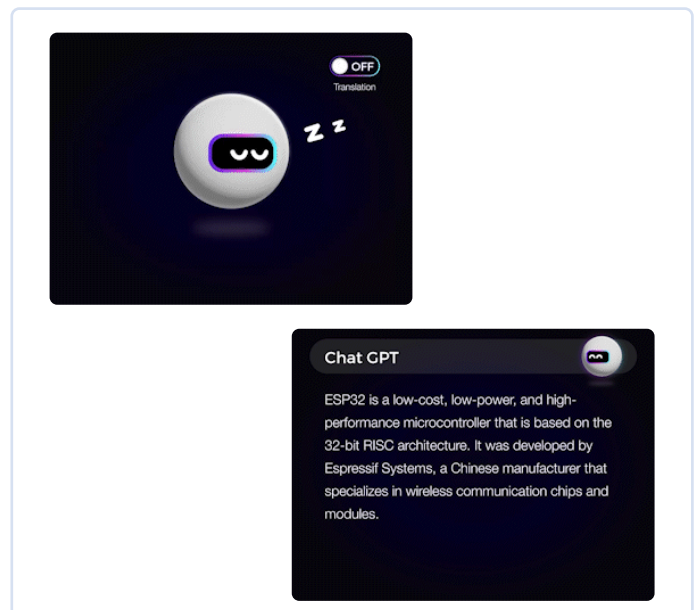 OFF
Translation
z z
Chat GPT
ESP32 is a low-cost, low-power, and high-
performance microcontroller that is based on the
32-bit RISC architecture. It was developed by
Espressif Systems, a Chinese manufacturer that
specializes in wireless communication chips and
modules.